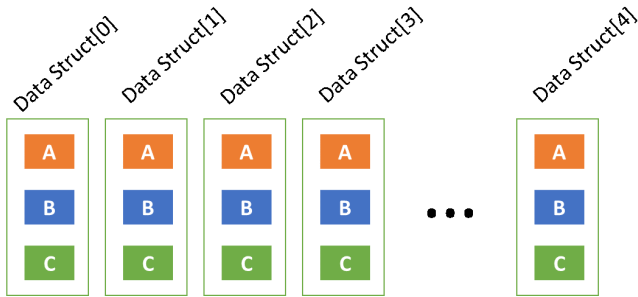 Data Struct[0]
Data Struct[1]
Data Struct[2]
Data Struct[3]
Data Struct[4]
A A A A A
B B B B ... B
C C C C C